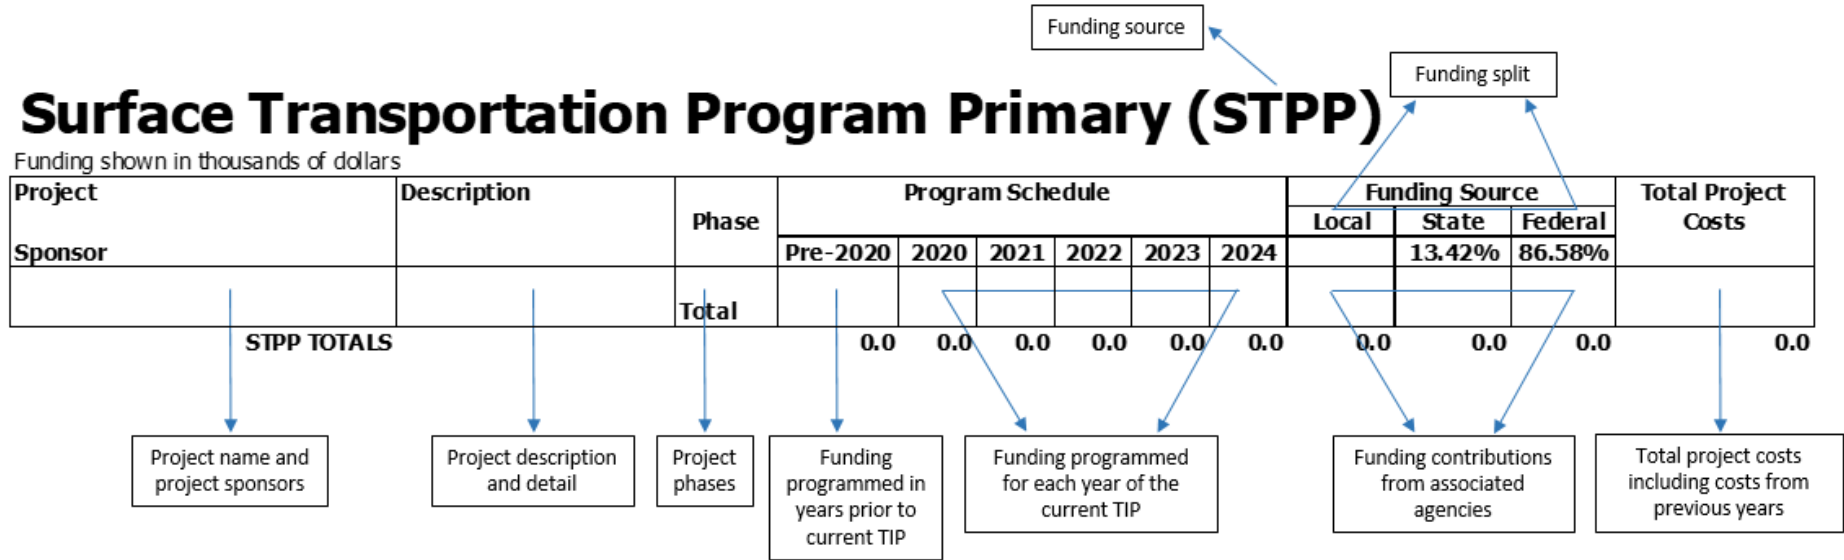 Funding source
Funding split
Surface Transportation Program Primary (STPP)
Funding shown in thousands of dollars
Project Description Program Schedule Funding Source Total Project
Phase Local State Federal Costs
Sponsor Pre-2020 2020 2021 2022 2023 2024 13.42% 86.58%
Total
STPP TOTALS 0.0 0.0 0.0 0.0 0.0 0.0 0.0 0.0 0.0 0.0
Project name and
project sponsors
Project description
and detail
Project
phases
Funding
programmed in
years prior to
current TIP
Funding programmed
for each year of the
current TIP
Funding contributions
from associated
agencies
Total project costs
including costs from
previous years